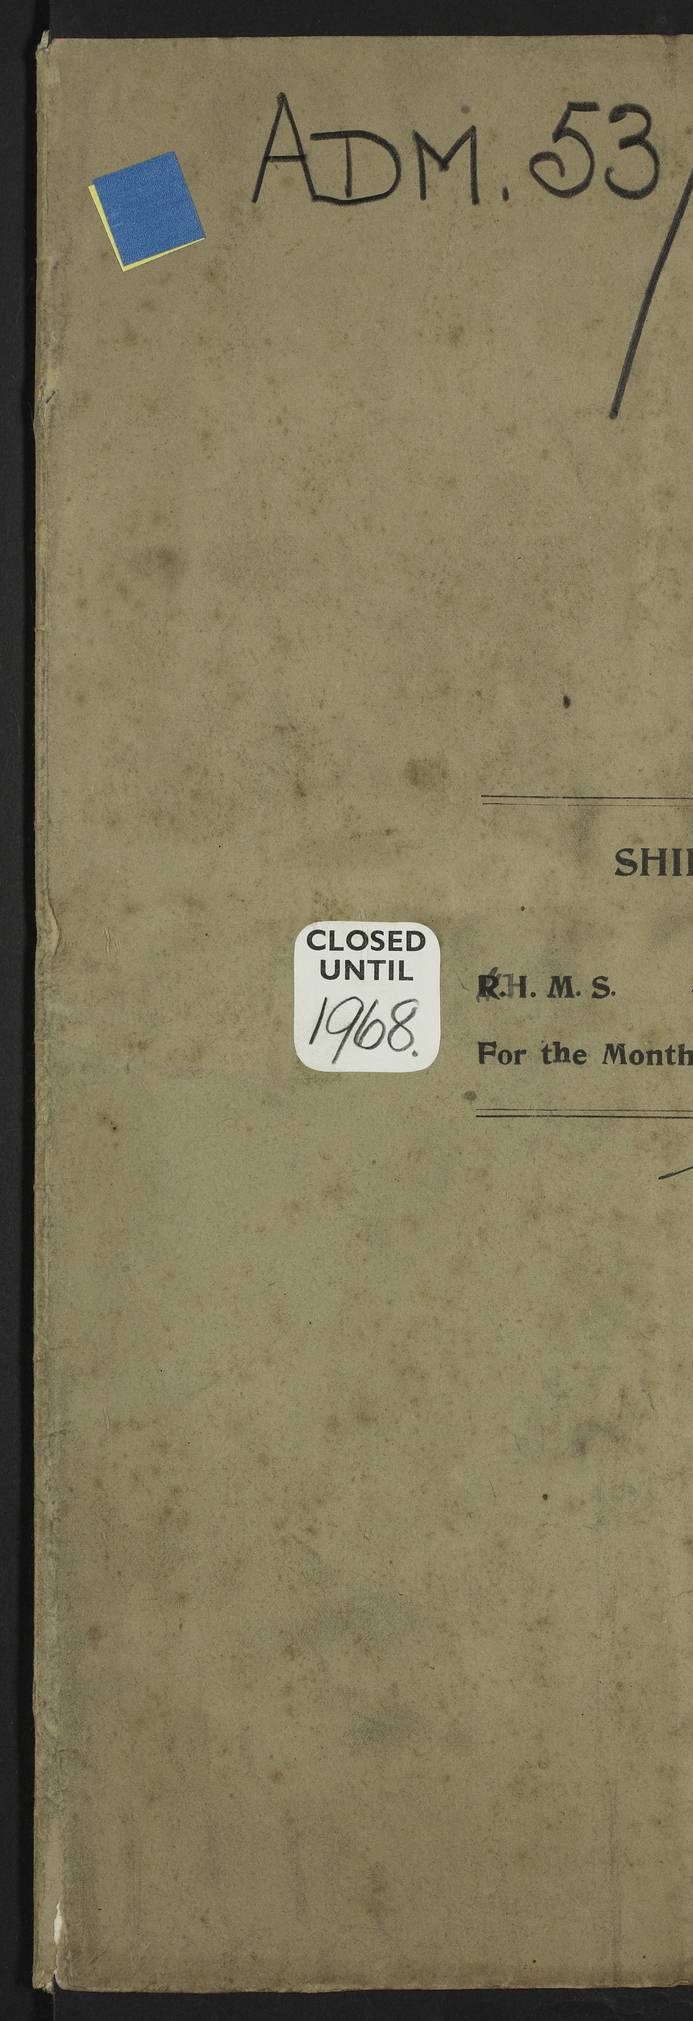 ADM. 53/
SHI
CLOSED
UNTIL
1968.
R.H. M. S.
For the Month